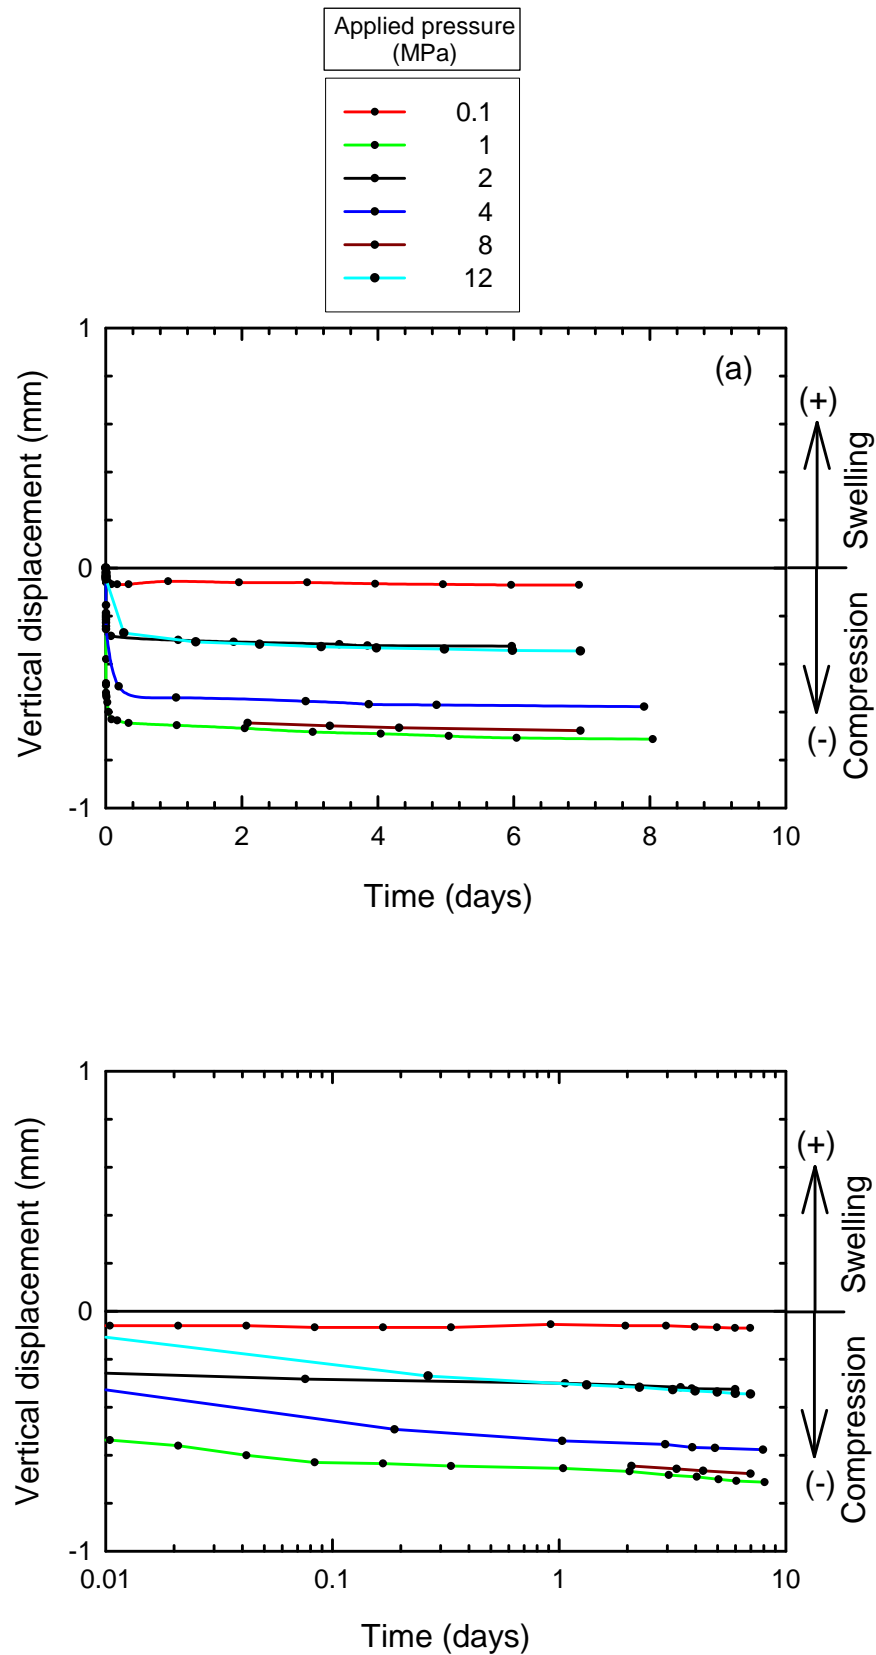 Applied pressure
(MPa)
0.1
1
2
4
8
12
1
(a)
(+)
Swelling
Vertical displacement (mm)
0
Compression
(-)
-1
0 2 4 6 8 10
Time (days)
1
(+)
Swelling
Vertical displacement (mm)
0
Compression
(-)
-1
0.01 0.1 1 10
Time (days)